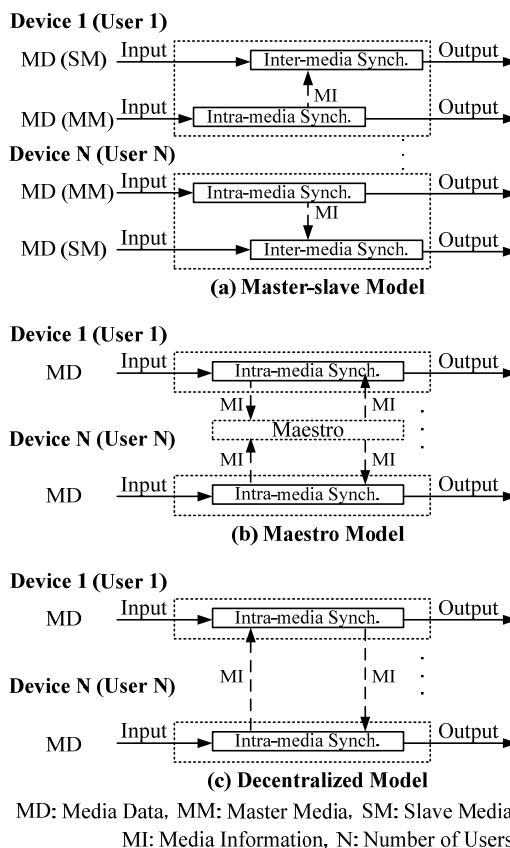 Device 1 (User 1)
MD (SM) Input Inter-media Synch. Output
MI
MD (MM) Input Intra-media Synch. Output
Device N (User N)
MD (MM) Input Intra-media Synch. Output
MI
MD (SM) Input Inter-media Synch. Output
(a) Master-slave Model
Device 1 (User 1)
MD Input Intra-media Synch. Output
MI MI
Maestro
Device N (User N)
MI MI
MD Input Intra-media Synch. Output
(b) Maestro Model
Device 1 (User 1)
MD Input Intra-media Synch. Output
Device N (User N)
MI MI
MD Input Intra-media Synch. Output
(c) Decentralized Model
MD: Media Data, MM: Master Media, SM: Slave Media
MI: Media Information, N: Number of Users